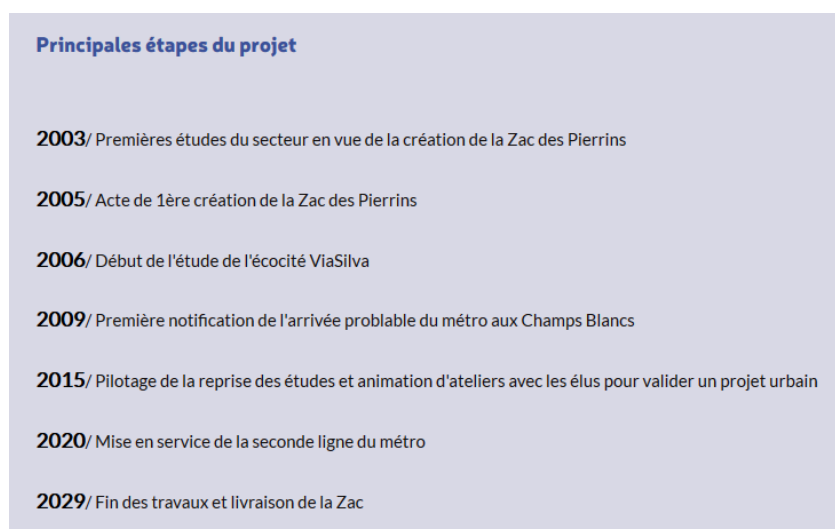 Principales étapes du projet
2003/ Premières études du secteur en vue de la création de la Zac des Pierrins
2005/ Acte de 1ère création de la Zac des Pierrins
2006/ Début de l'étude de l'écocité ViaSilva
2009/ Première notification de l'arrivée problable du métro aux Champs Blancs
2015/ Pilotage de la reprise des études et animation d'ateliers avec les élus pour valider un projet urbain
2020/ Mise en service de la seconde ligne du métro
2029/ Fin des travaux et livraison de la Zac